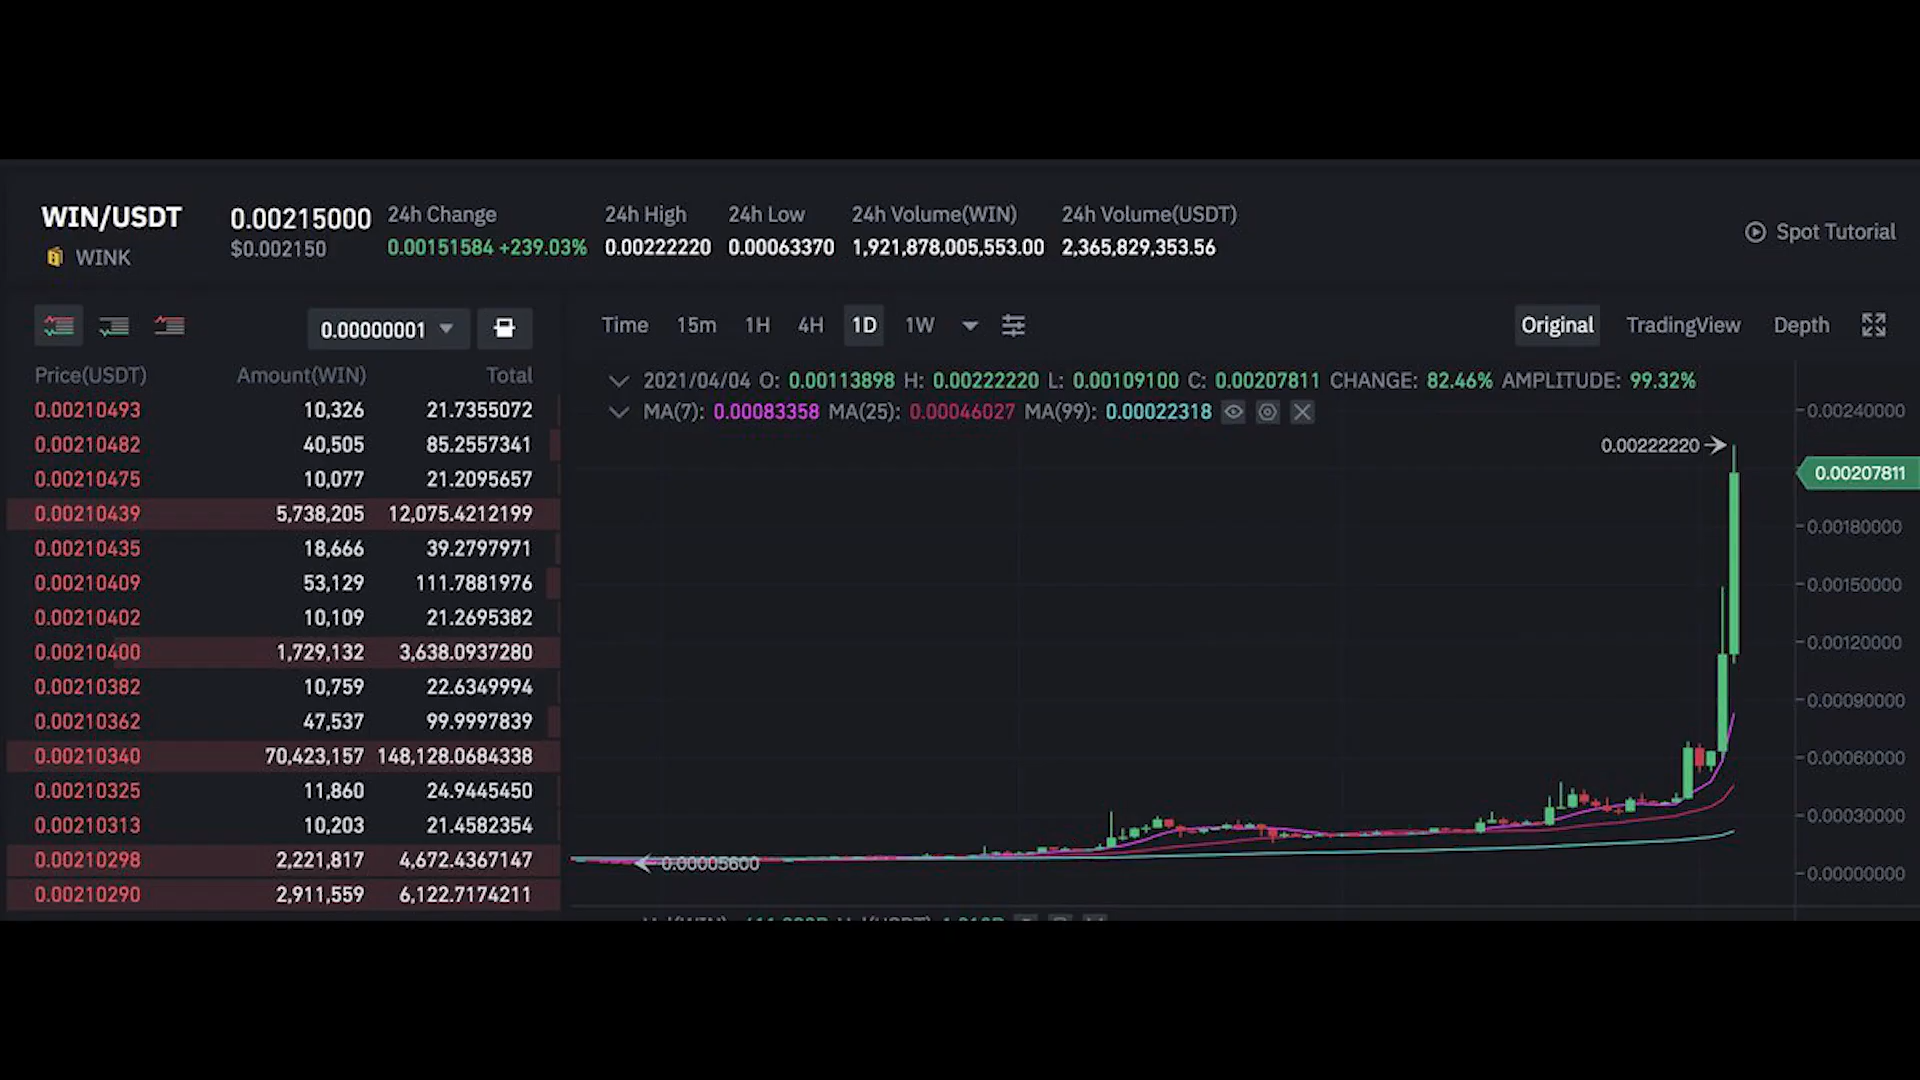 WIN/USDT 0.00215000 24h Change 24h High 24h Low 24h Volume(WIN) 24h Volume(USDT)
WINK $0.002150 0.00151584 +239.03% 0.00222220 0.00063370 1,921,878,005,553.00 2,365,829,353.56
Spot Tutorial
0.00000001
Time 15m 1H 4H 1D 1W Original TradingView Depth
Price(USDT) Amount(WIN) Total
0.00210493 10,326 21.7355072
0.00210482 40,505 85.2557341
0.00210475 10,077 21.2095657
0.00210439 5,738,205 12,075.4212199
0.00210435 18,666 39.2797971
0.00210409 53,129 111.7881976
0.00210402 10,109 21.2695382
0.00210400 1,729,132 3,638.0937280
0.00210382 10,759 22.6349994
0.00210362 47,537 99.9997839
0.00210340 70,423,157 148,128.0684338
0.00210325 11,860 24.9445450
0.00210313 10,203 21.4582354
0.00210298 2,221,817 4,672.4367147
0.00210290 2,911,559 6,122.7174211
2021/04/04 O: 0.00113898 H: 0.00222220 L: 0.00109100 C: 0.00207811 CHANGE: 82.46% AMPLITUDE: 99.32%
MA(7): 0.00083358 MA(25): 0.00046027 MA(99): 0.00022318
0.00222220
0.00005600
0.00240000
0.00207811
0.00180000
0.00150000
0.00120000
0.00090000
0.00060000
0.00030000
0.00000000